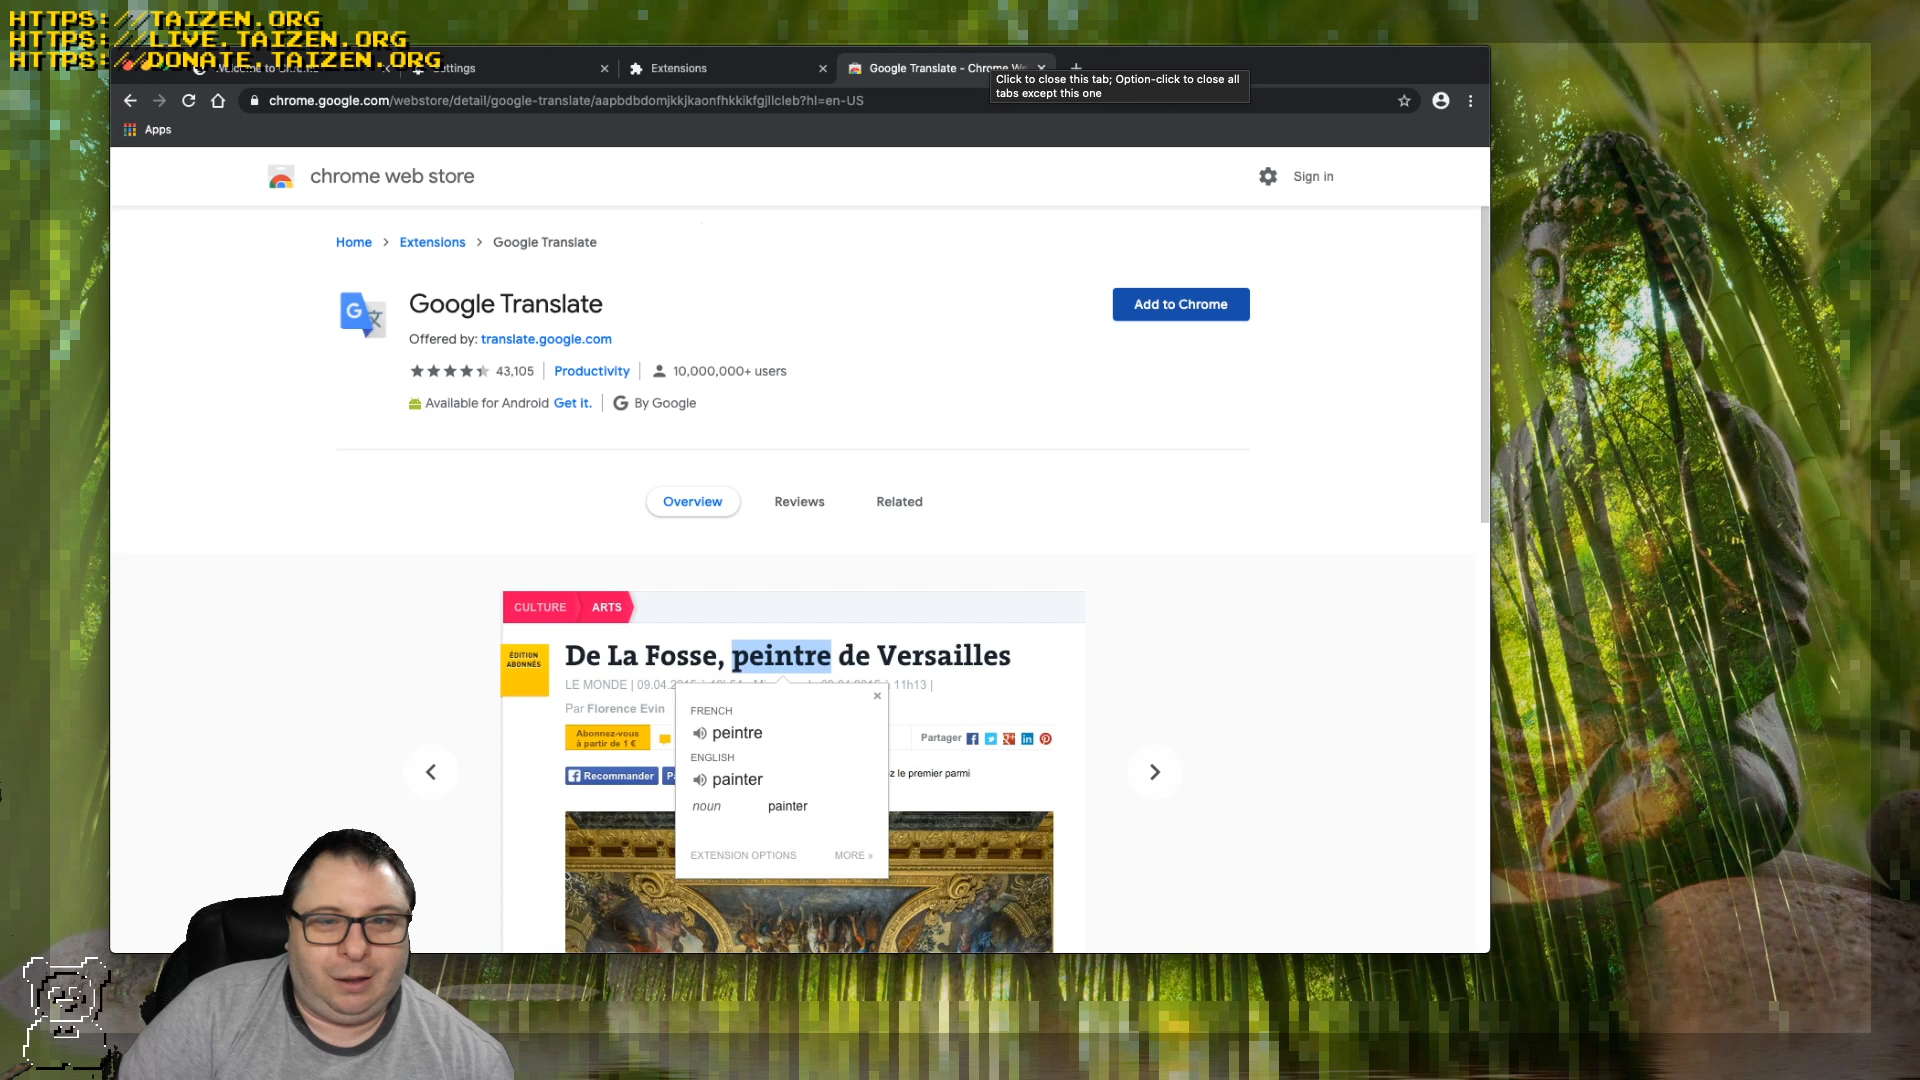 HTTPS://TAIZEN.ORG
HTTPS://LIVE.TAIZEN.ORG
HTTPS://DONATE.TAIZEN.ORG
Extensions
Google Translate - Chrome We
Click to close this tab; Option-click to close all
tabs except this one
chrome.google.com/webstore/detail/google-translate/aapbdbdomjkkjkaonfhkkikfgjllcleb?hl=en-US
Apps
chrome web store
Sign in
Home > Extensions > Google Translate
Google Translate
Add to Chrome
Offered by: translate.google.com
43,105
Productivity
10,000,000+ users
Available for Android Get it.
By Google
Overview
Reviews
Related
CULTURE
ARTS
ÉDITION
ABONNÉS
De La Fosse, peintre de Versailles
LE MONDE | 09.04.2015 à
à 11h13 |
Par Florence Evin
Abonnez-vous
à partir de 1 €
Partager
Recommander
le premier parmi
FRENCH
peintre
ENGLISH
painter
noun painter
EXTENSION OPTIONS
MORE »